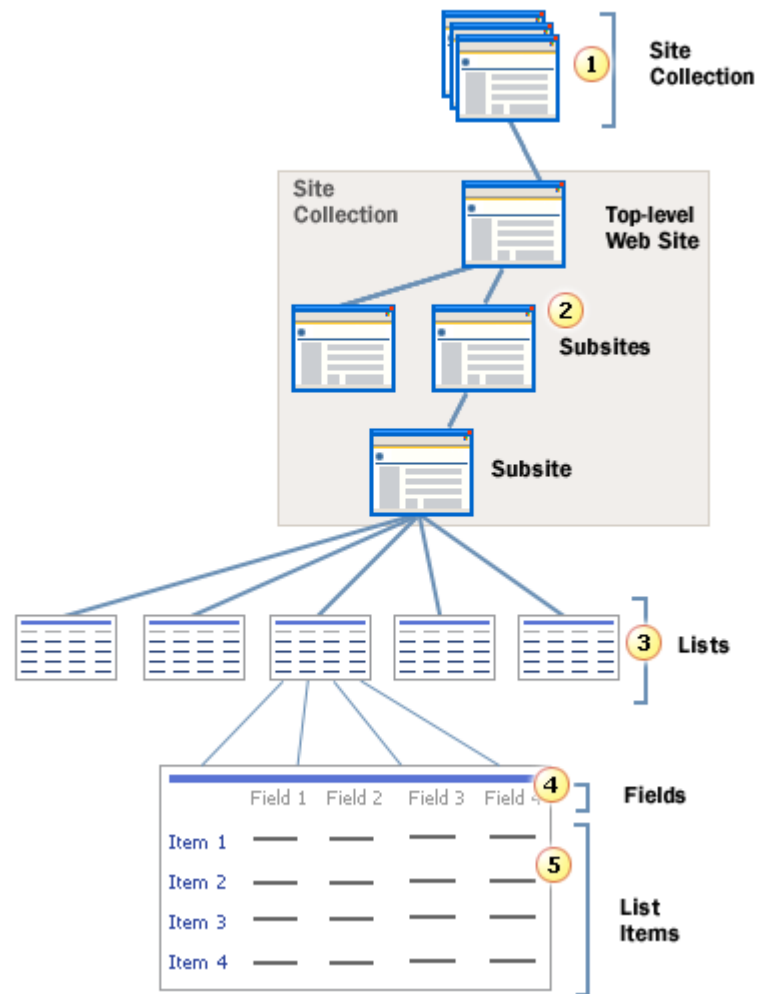 1
Site
Collection
Site
Collection
Top-level
Web Site
2
Subsites
Subsite
3
Lists
4
Field 1 Field 2 Field 3 Field 4
Fields
Item 1
5
Item 2
Item 3
Item 4
List
Items